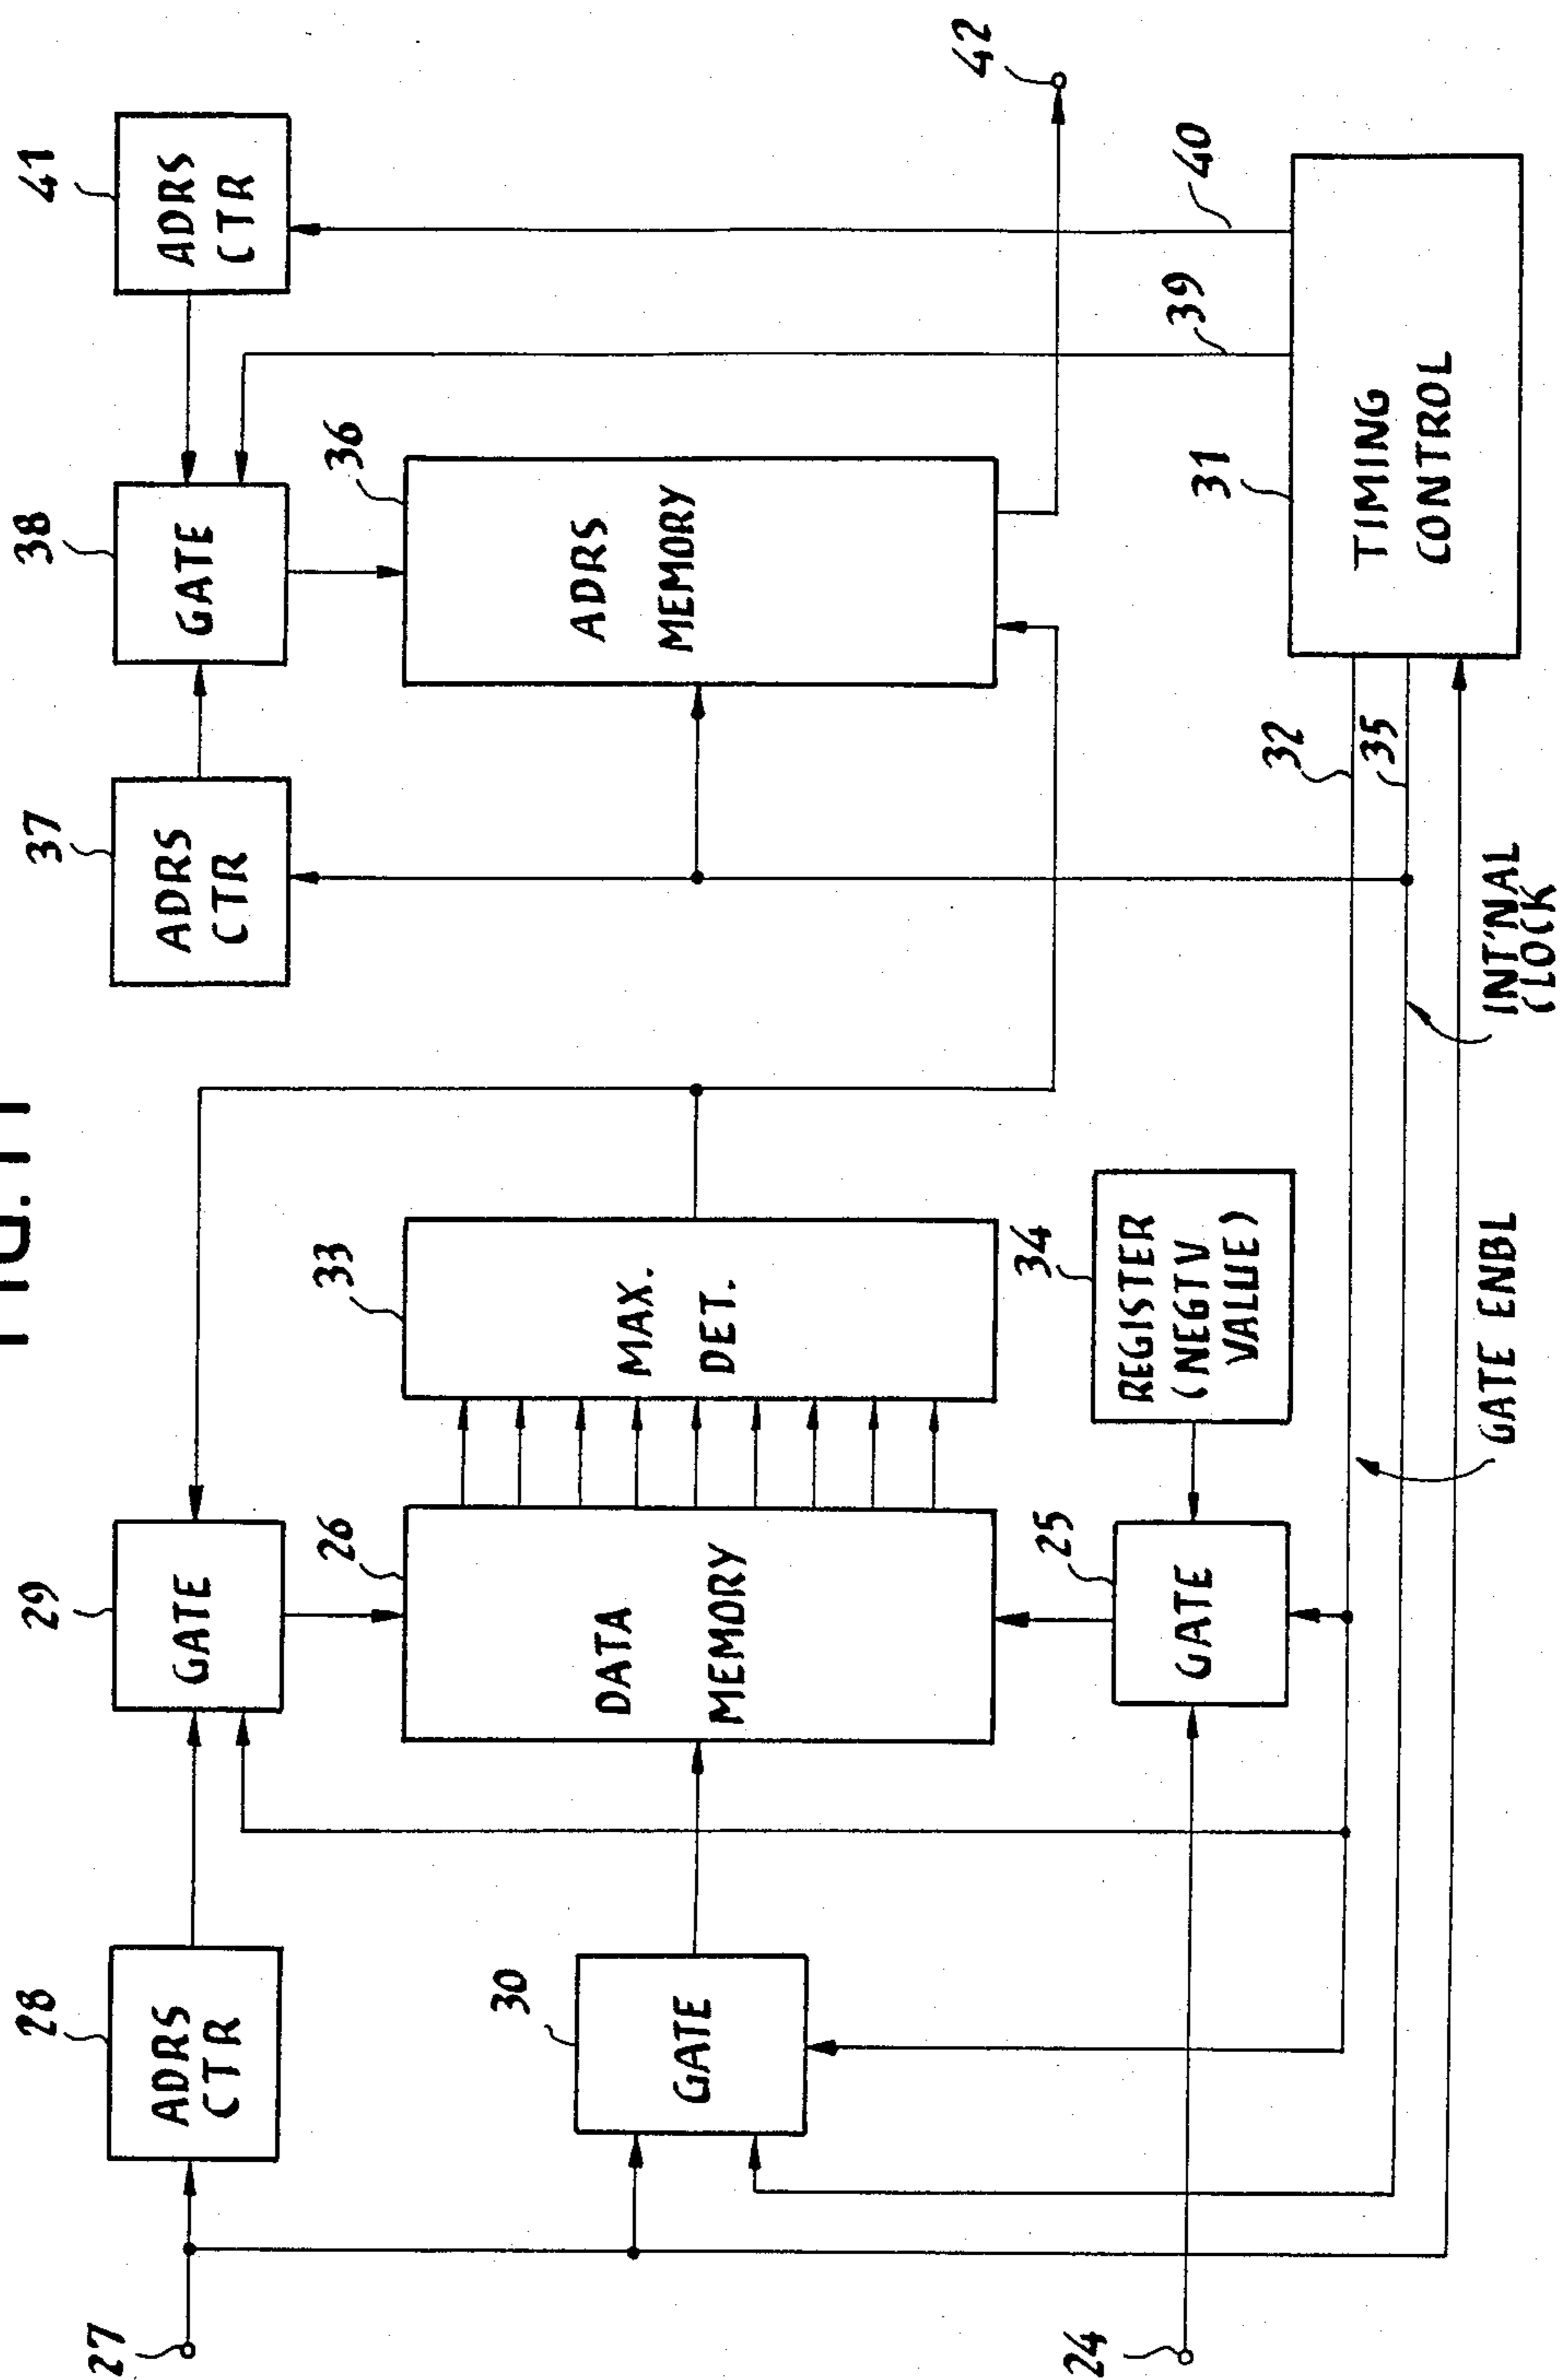 FIG. 11
27
28
ADRS
CTR
29
GATE
37
ADRS
CTR
38
GATE
41
ADRS
CTR
30
GATE
26
DATA
MEMORY
33
MAX.
DET.
36
ADRS
MEMORY
42
24
25
GATE
34
REGISTER
(NEGTV
VALUE)
31
TIMING
CONTROL
32
35
39
40
GATE ENBL
INT'NAL
CLOCK